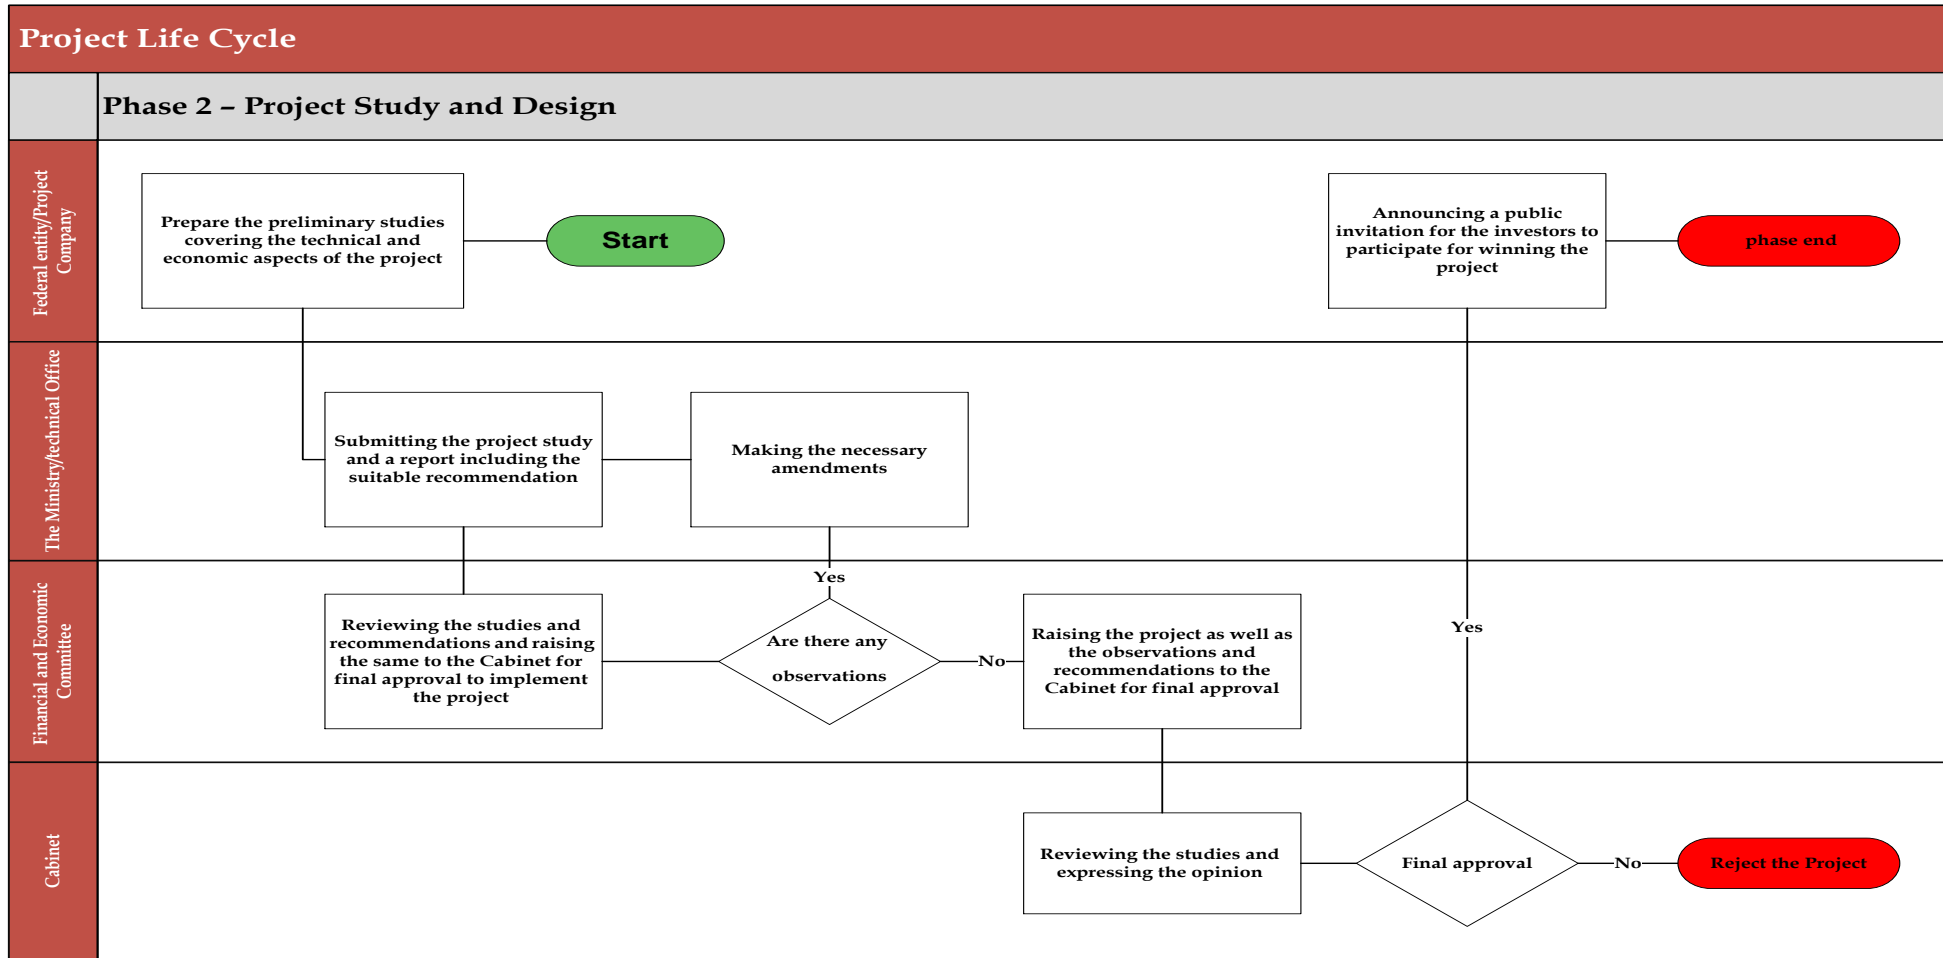 Project Life Cycle
Phase 2 – Project Study and Design
Federal entity/Project
Company
Prepare the preliminary studies
covering the technical and
economic aspects of the project
Start
Announcing a public
invitation for the investors to
participate for winning the
project
phase end
The Ministry/technical Office
Submitting the project study
and a report including the
suitable recommendation
Making the necessary
amendments
Financial and Economic
Committee
Reviewing the studies and
recommendations and raising
the same to the Cabinet for
final approval to implement
the project
Yes
Are there any
observations
No
Raising the project as well as
the observations and
recommendations to the
Cabinet for final approval
Yes
Cabinet
Reviewing the studies and
expressing the opinion
Final approval
No
Reject the Project